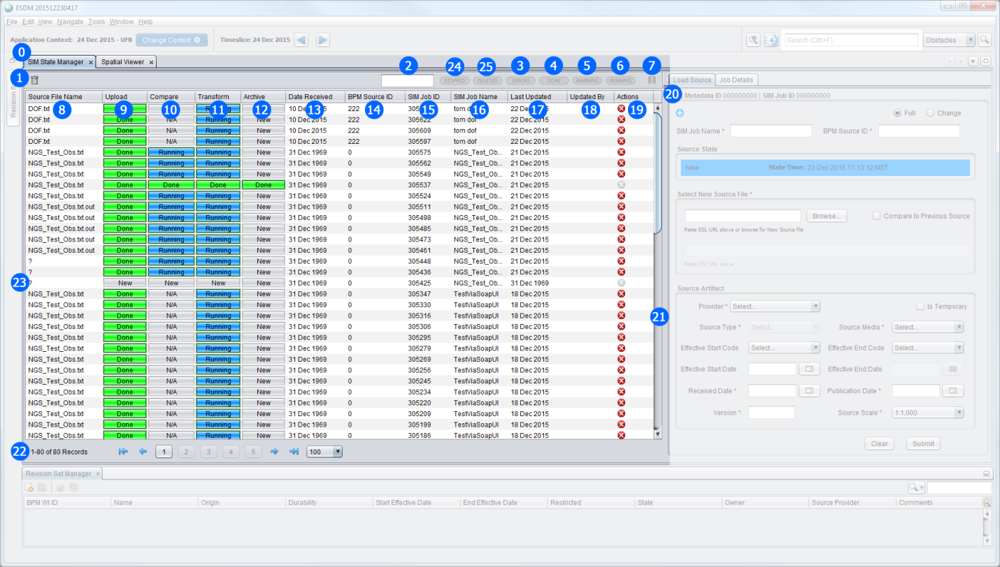 ESDM 201512230417
File Edit View Navigate Tools Window Help
Application Context: 24 Dec 2015 - UFN Change Context Timeslice: 24 Dec 2015 Search (Ctrl+F) Obstacles
0
SIM State Manager × Spatial Viewer ×
1 2 24 25 3 4 5 6 7
STOPPED DELETED ERRORS DONE WARNING RUNNING
Source File Name Upload Compare Transform Archive Date Received BPM Source ID SIM Job ID SIM Job Name Last Updated Updated By Actions
8 9 10 11 12 13 14 15 16 17 18 19
DOF.txt 10 Dec 2015 222 tom dof 22 Dec 2015
DOF.txt Done N/A Running New 10 Dec 2015 222 305622 tom dof 22 Dec 2015
DOF.txt Done N/A Running New 10 Dec 2015 222 305609 tom dof 22 Dec 2015
DOF.txt Done N/A Running New 10 Dec 2015 222 305597 tom dof 22 Dec 2015
NGS_Test_Obs.txt Done Running Running New 31 Dec 1969 0 305575 NGS_Test_Ob... 21 Dec 2015
NGS_Test_Obs.txt Done Running Running New 31 Dec 1969 0 305562 NGS_Test_Ob... 21 Dec 2015
NGS_Test_Obs.txt Done Running Running New 31 Dec 1969 0 305549 NGS_Test_Ob... 21 Dec 2015
NGS_Test_Obs.txt Done Done Done Done 31 Dec 1969 0 305537 NGS_Test_Ob... 21 Dec 2015
NGS_Test_Obs.txt Done Running Running New 31 Dec 1969 0 305524 NGS_Test_Ob... 21 Dec 2015
NGS_Test_Obs.txt.out Done Running Running New 31 Dec 1969 0 305511 NGS_Test_Ob... 21 Dec 2015
NGS_Test_Obs.txt.out Done Running Running New 31 Dec 1969 0 305498 NGS_Test_Ob... 21 Dec 2015
NGS_Test_Obs.txt.out Done Running Running New 31 Dec 1969 0 305485 NGS_Test_Ob... 21 Dec 2015
NGS_Test_Obs.txt.out Done Running Running New 31 Dec 1969 0 305473 NGS_Test_Ob... 21 Dec 2015
NGS_Test_Obs.txt.out Done Running Running New 31 Dec 1969 0 305461 NGS_Test_Ob... 21 Dec 2015
? Done Running Running New 31 Dec 1969 0 305448 NGS_Test_Ob... 21 Dec 2015
? Done Running Running New 31 Dec 1969 0 305436 NGS_Test_Ob... 21 Dec 2015
23 ? New New New New 31 Dec 1969 0 305425 NGS_Test_Ob... 31 Dec 1969
NGS_Test_Obs.txt Done N/A Running New 31 Dec 1969 0 305347 TestViaSoapUI 18 Dec 2015
NGS_Test_Obs.txt Done N/A Running New 31 Dec 1969 0 305330 TestViaSoapUI 18 Dec 2015
NGS_Test_Obs.txt Done N/A Running New 31 Dec 1969 0 305316 TestViaSoapUI 18 Dec 2015 21
NGS_Test_Obs.txt Done N/A Running New 31 Dec 1969 0 305306 TestViaSoapUI 18 Dec 2015
NGS_Test_Obs.txt Done N/A Running New 31 Dec 1969 0 305295 TestViaSoapUI 18 Dec 2015
NGS_Test_Obs.txt Done N/A Running New 31 Dec 1969 0 305279 TestViaSoapUI 18 Dec 2015
NGS_Test_Obs.txt Done N/A Running New 31 Dec 1969 0 305269 TestViaSoapUI 18 Dec 2015
NGS_Test_Obs.txt Done N/A Running New 31 Dec 1969 0 305256 TestViaSoapUI 18 Dec 2015
NGS_Test_Obs.txt Done N/A Running New 31 Dec 1969 0 305245 TestViaSoapUI 18 Dec 2015
NGS_Test_Obs.txt Done N/A Running New 31 Dec 1969 0 305234 TestViaSoapUI 18 Dec 2015
NGS_Test_Obs.txt Done N/A Running New 31 Dec 1969 0 305220 TestViaSoapUI 18 Dec 2015
NGS_Test_Obs.txt Done N/A Running New 31 Dec 1969 0 305209 TestViaSoapUI 18 Dec 2015
NGS_Test_Obs.txt Done N/A Running New 31 Dec 1969 0 305199 TestViaSoapUI 18 Dec 2015
NGS_Test_Obs.txt Done N/A Running New 31 Dec 1969 0 305186 TestViaSoapUI 18 Dec 2015
22 1-80 of 80 Records 1 2 3 4 5 100
Load Source Job Details
20 Metadata ID 000000000 | SIM Job ID 000000000
Full Change
SIM Job Name * BPM Source ID *
Source State
New State Time: 23 Dec 2015 17:13:12 MST
Select New Source File *
Browse... Compare to Previous Source
Paste ESL URL above or browse for New Source file
Paste ESL URL above
Source Artifact
Provider * Select... Is Temporary
Source Type * Select... Source Media * Select...
Effective Start Code Select... Effective End Code Select...
Effective Start Date Effective End Date
Received Date * Publication Date *
Version * Source Scale * 1:1,000
Clear Submit
Revision Set Manager ×
BPM WI ID Name Origin Durability Start Effective Date End Effective Date Restricted State Owner Source Provider Comments